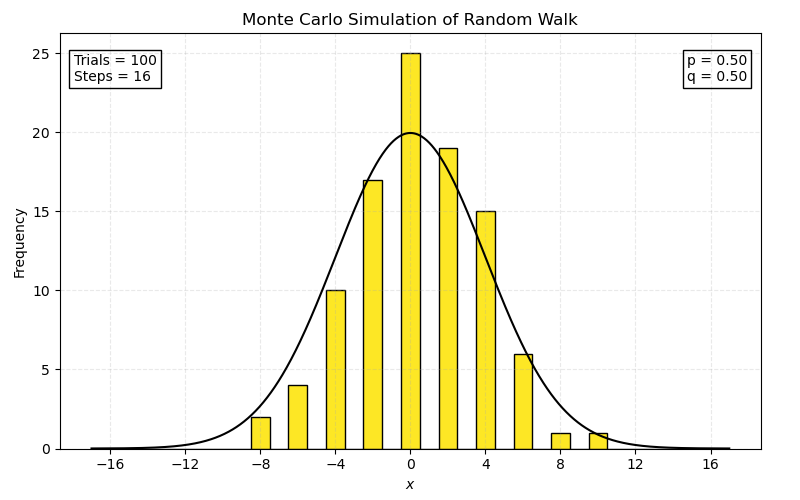 Monte Carlo Simulation of Random Walk
Trials = 100
Steps = 16
p = 0.50
q = 0.50
Frequency
25
20
15
10
5
0
−16 −12 −8 −4 0 4 8 12 16
x